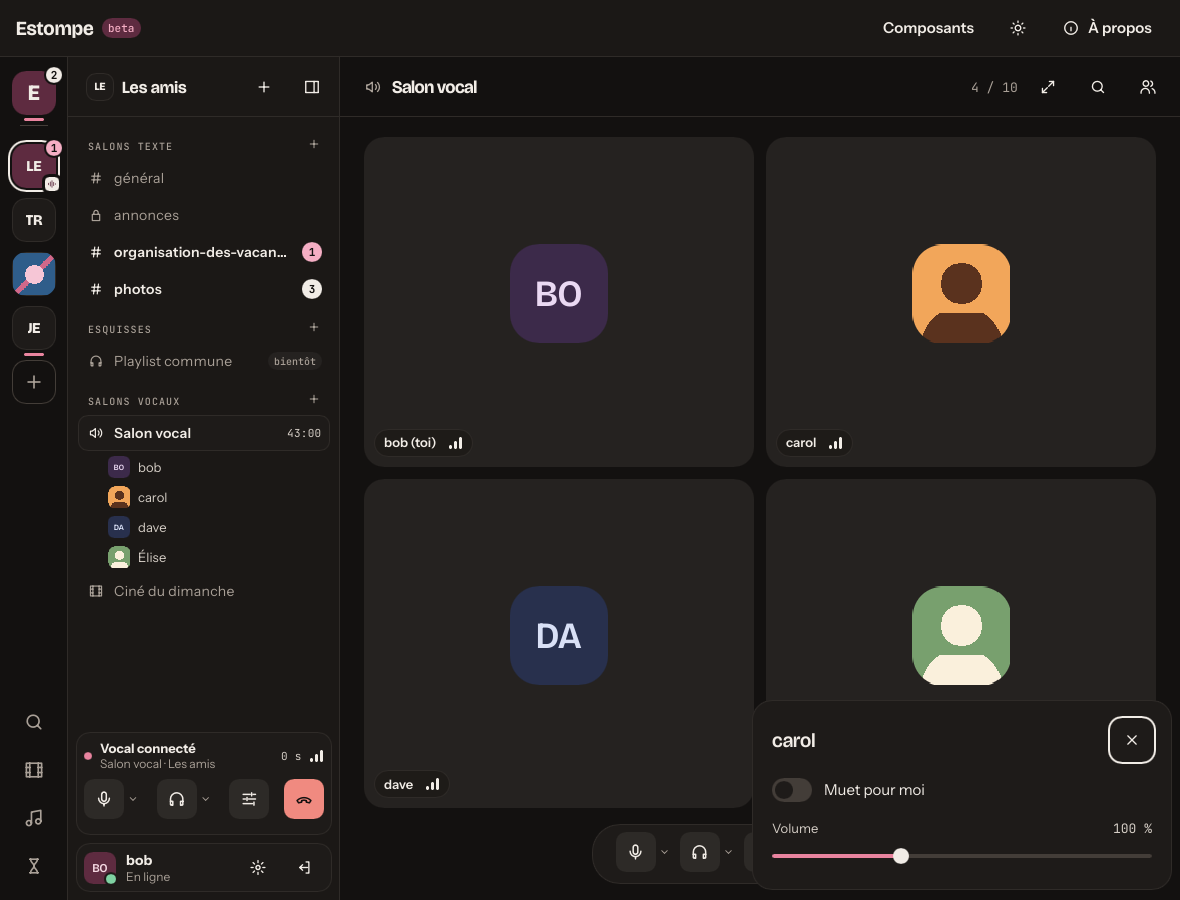 Estompe beta
Composants
À propos
E 2
LE 1
TR
JE
LE Les amis
SALONS TEXTE
général
annonces
organisation-des-vacan… 1
photos 3
ESQUISSES
Playlist commune bientôt
SALONS VOCAUX
Salon vocal 43:00
BO bob
carol
DA dave
Élise
Ciné du dimanche
Vocal connecté
Salon vocal · Les amis
0 s
BO bob
En ligne
Salon vocal
4 / 10
BO
bob (toi)
carol
DA
dave
carol
Muet pour moi
Volume 100 %